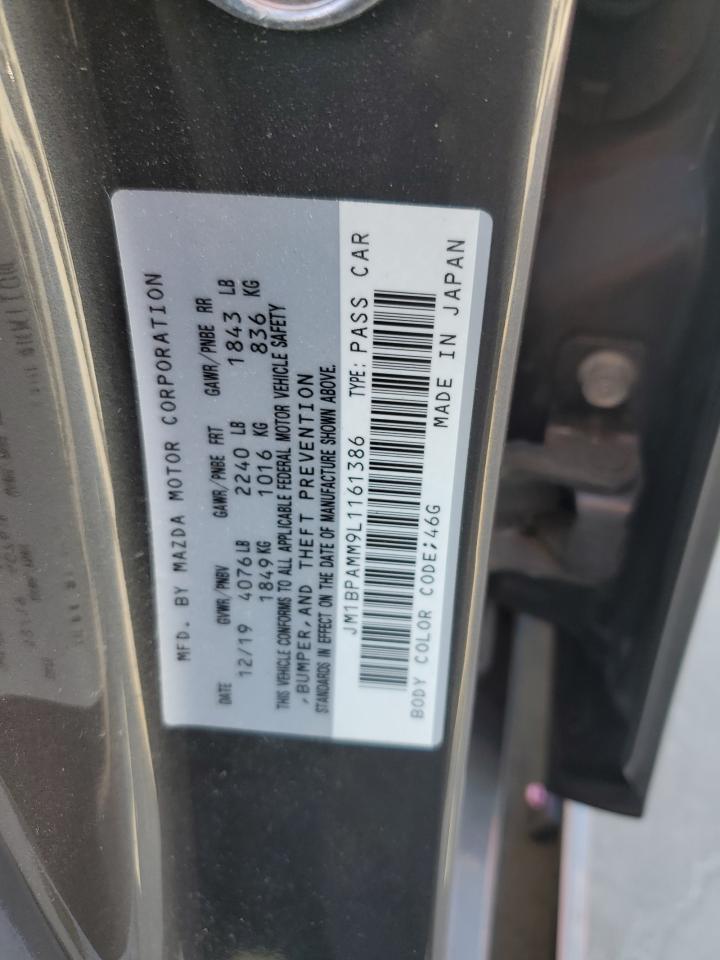 MFD. BY MAZDA MOTOR CORPORATION
DATE GVWR/PNBV GAWR/PNBE FRT GAWR/PNBE RR
12/19 4076 LB 2240 LB 1843 LB
1849 KG 1016 KG 836 KG
THIS VEHICLE CONFORMS TO ALL APPLICABLE FEDERAL MOTOR VEHICLE SAFETY
,BUMPER,AND THEFT PREVENTION
STANDARDS IN EFFECT ON THE DATE OF MANUFACTURE SHOWN ABOVE.
JM1BPAMM9L1161386 TYPE: PASS CAR
BODY COLOR CODE;46G MADE IN JAPAN